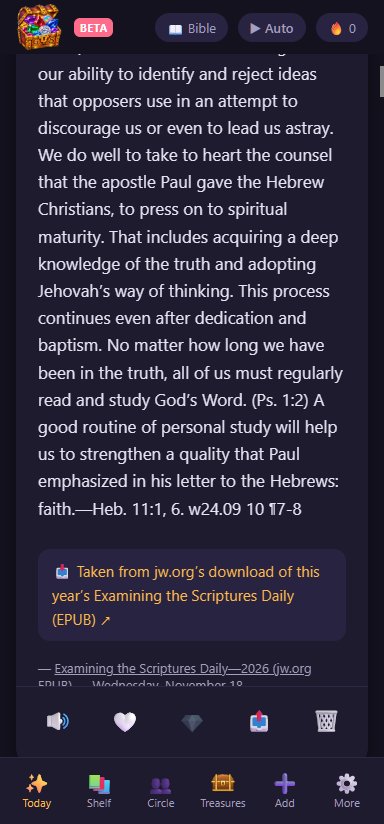 BETA
Bible
Auto
0
our ability to identify and reject ideas
that opposers use in an attempt to
discourage us or even to lead us astray.
We do well to take to heart the counsel
that the apostle Paul gave the Hebrew
Christians, to press on to spiritual
maturity. That includes acquiring a deep
knowledge of the truth and adopting
Jehovah’s way of thinking. This process
continues even after dedication and
baptism. No matter how long we have
been in the truth, all of us must regularly
read and study God’s Word. (Ps. 1:2) A
good routine of personal study will help
us to strengthen a quality that Paul
emphasized in his letter to the Hebrews:
faith.—Heb. 11:1, 6. w24.09 10 ¶7-8
Taken from jw.org’s download of this
year’s Examining the Scriptures Daily
(EPUB) ↗
— Examining the Scriptures Daily—2026 (jw.org
EPUB) — Wednesday, November 18
Today
Shelf
Circle
Treasures
Add
More